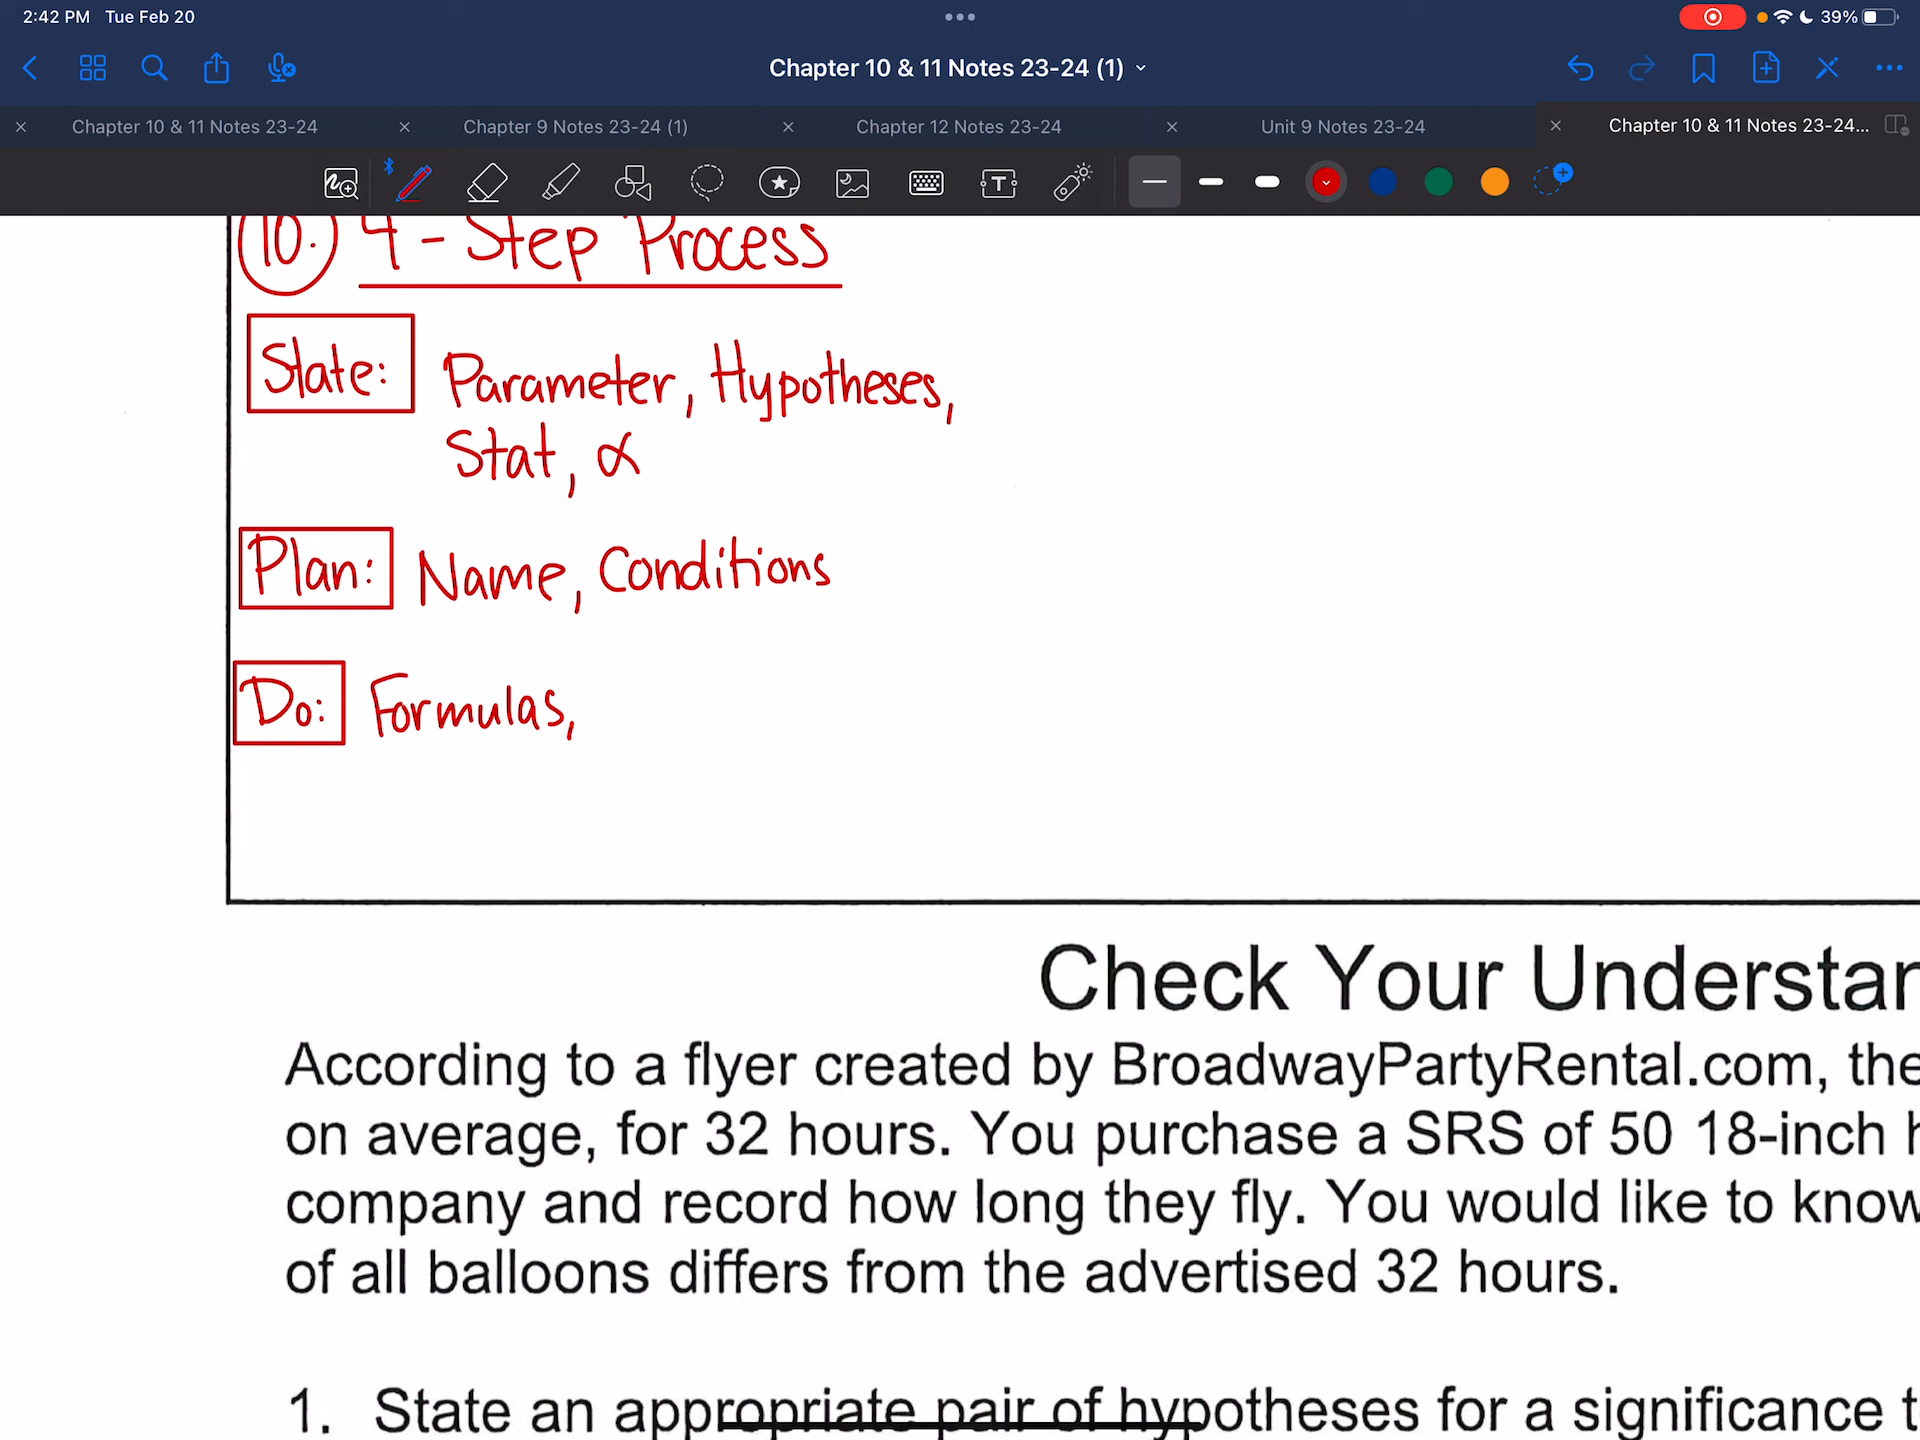 2:42 PM Tue Feb 20
39%
Chapter 10 & 11 Notes 23-24 (1)
Chapter 10 & 11 Notes 23-24
Chapter 9 Notes 23-24 (1)
Chapter 12 Notes 23-24
Unit 9 Notes 23-24
Chapter 10 & 11 Notes 23-24...
10. 4-Step Process
State: Parameter, Hypotheses,
Stat, α
Plan: Name, Conditions
Do: Formulas,
Check Your Understan
According to a flyer created by BroadwayPartyRental.com, the
on average, for 32 hours. You purchase a SRS of 50 18-inch h
company and record how long they fly. You would like to know
of all balloons differs from the advertised 32 hours.
1. State an appropriate pair of hypotheses for a significance t